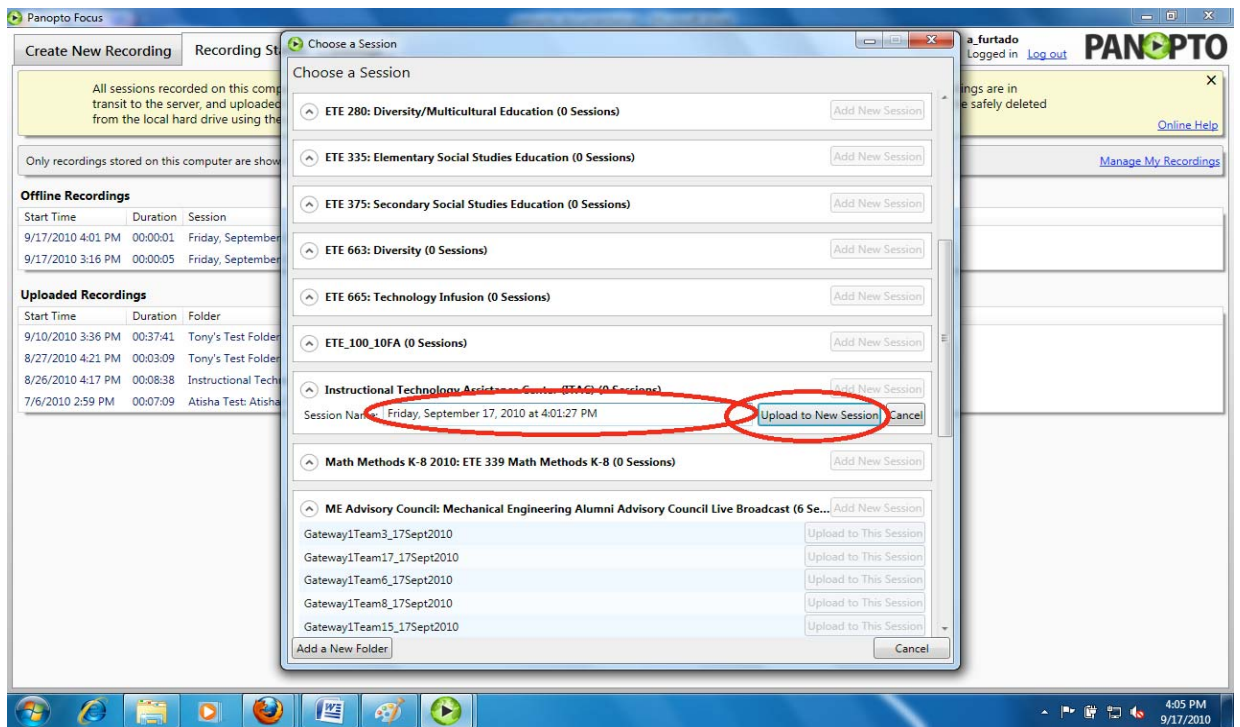 Panopto Focus
Create New Recording
Recording St
a_furtado
Logged in Log out
PANOPTO
All sessions recorded on this comp
transit to the server, and uploaded
from the local hard drive using the
ings are in
e safely deleted
Online Help
Only recordings stored on this computer are show
Manage My Recordings
Offline Recordings
Start Time Duration Session
9/17/2010 4:01 PM 00:00:01 Friday, September
9/17/2010 3:16 PM 00:00:05 Friday, September
Uploaded Recordings
Start Time Duration Folder
9/10/2010 3:36 PM 00:37:41 Tony's Test Folder
8/27/2010 4:21 PM 00:03:09 Tony's Test Folder
8/26/2010 4:17 PM 00:08:38 Instructional Tech
7/6/2010 2:59 PM 00:07:09 Atisha Test: Atisha
Choose a Session
Choose a Session
ETE 280: Diversity/Multicultural Education (0 Sessions) Add New Session
ETE 335: Elementary Social Studies Education (0 Sessions) Add New Session
ETE 375: Secondary Social Studies Education (0 Sessions) Add New Session
ETE 663: Diversity (0 Sessions) Add New Session
ETE 665: Technology Infusion (0 Sessions) Add New Session
ETE_100_10FA (0 Sessions) Add New Session
Instructional Technology Assistance Center (ITAC) (0 Sessions) Add New Session
Session Name: Friday, September 17, 2010 at 4:01:27 PM Upload to New Session Cancel
Math Methods K-8 2010: ETE 339 Math Methods K-8 (0 Sessions) Add New Session
ME Advisory Council: Mechanical Engineering Alumni Advisory Council Live Broadcast (6 Se... Add New Session
Gateway1Team3_17Sept2010 Upload to This Session
Gateway1Team17_17Sept2010 Upload to This Session
Gateway1Team6_17Sept2010 Upload to This Session
Gateway1Team8_17Sept2010 Upload to This Session
Gateway1Team15_17Sept2010 Upload to This Session
Add a New Folder Cancel
4:05 PM
9/17/2010